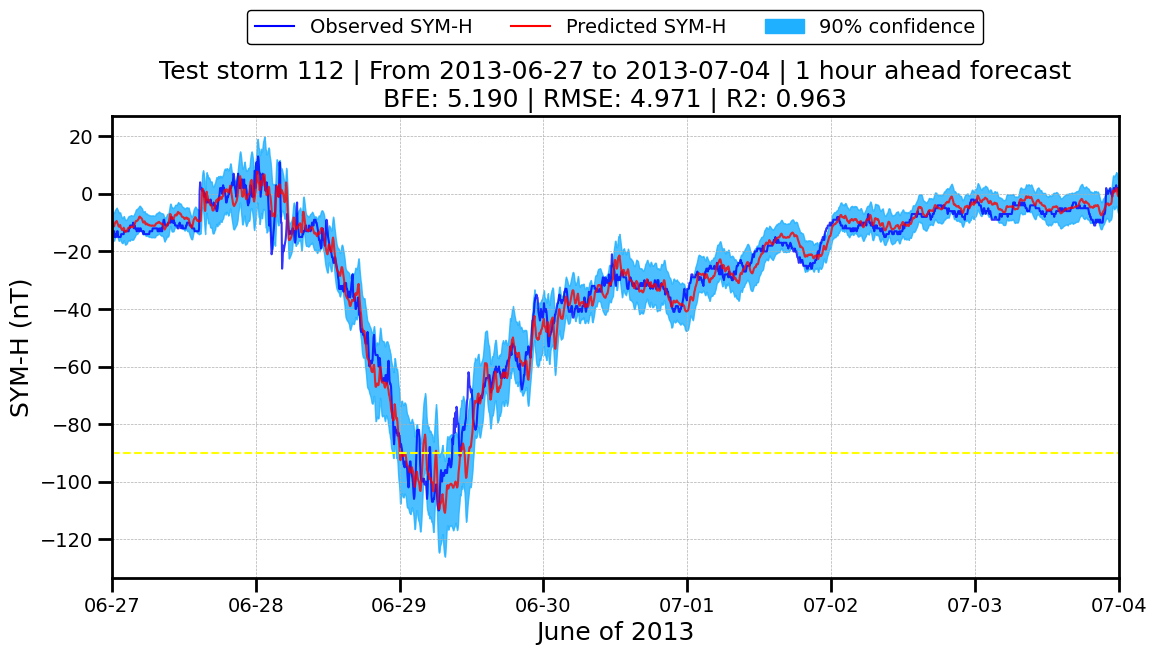 Observed SYM-H Predicted SYM-H 90% confidence
Test storm 112 | From 2013-06-27 to 2013-07-04 | 1 hour ahead forecast
BFE: 5.190 | RMSE: 4.971 | R2: 0.963
20
0
−20
−40
−60
−80
−100
−120
SYM-H (nT)
06-27 06-28 06-29 06-30 07-01 07-02 07-03 07-04
June of 2013